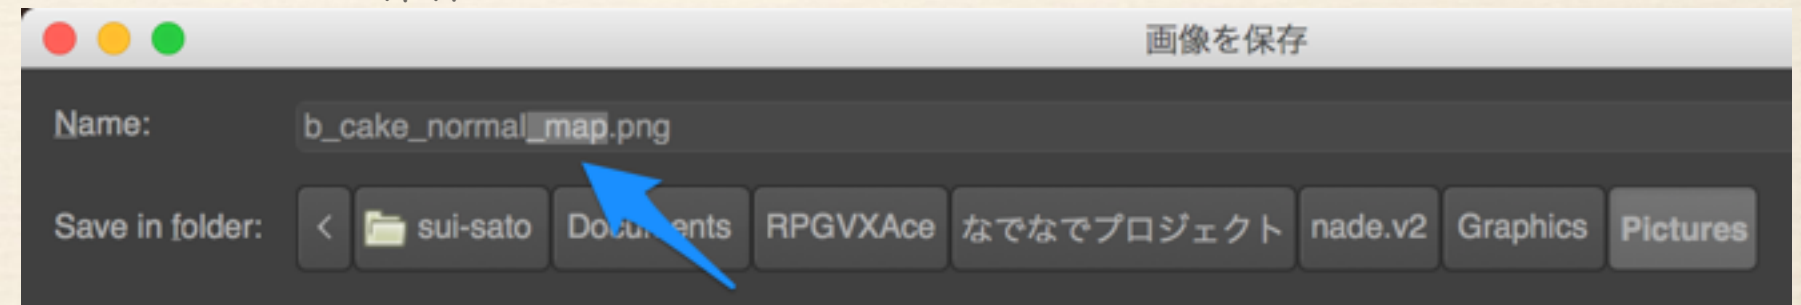 画像を保存
Name: b_cake_normal_map.png
Save in folder: < sui-sato Documents RPGVXAce なでなでプロジェクト nade.v2 Graphics Pictures